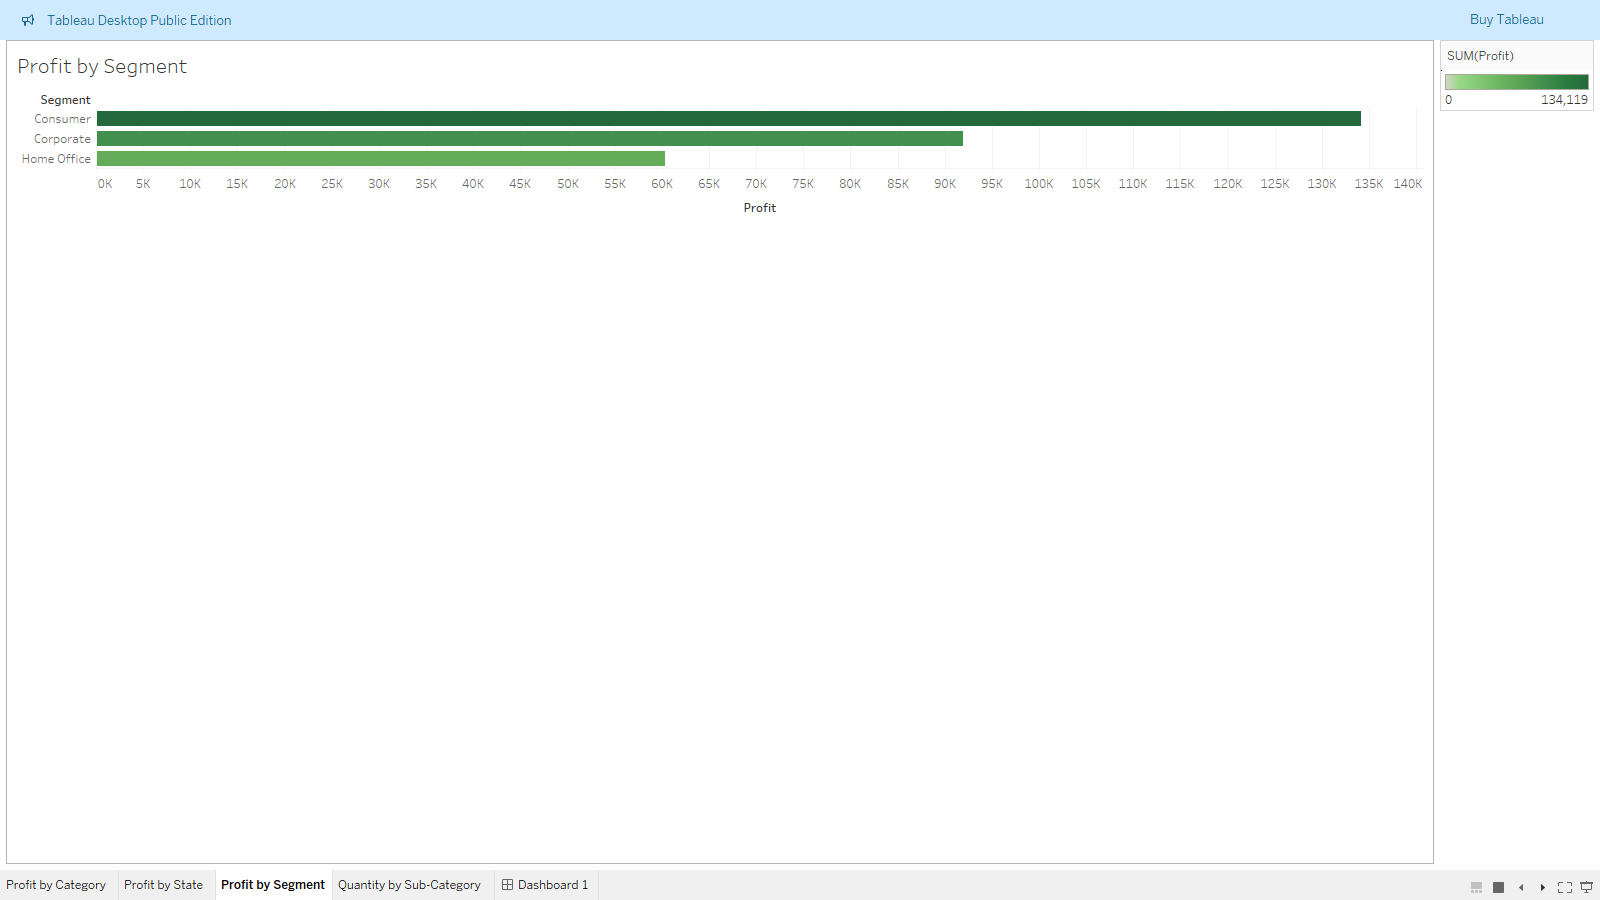 Tableau Desktop Public Edition
Buy Tableau
Profit by Segment
SUM(Profit)
0 134,119
Segment
Consumer
Corporate
Home Office
0K 5K 10K 15K 20K 25K 30K 35K 40K 45K 50K 55K 60K 65K 70K 75K 80K 85K 90K 95K 100K 105K 110K 115K 120K 125K 130K 135K 140K
Profit
Profit by Category Profit by State Profit by Segment Quantity by Sub-Category Dashboard 1